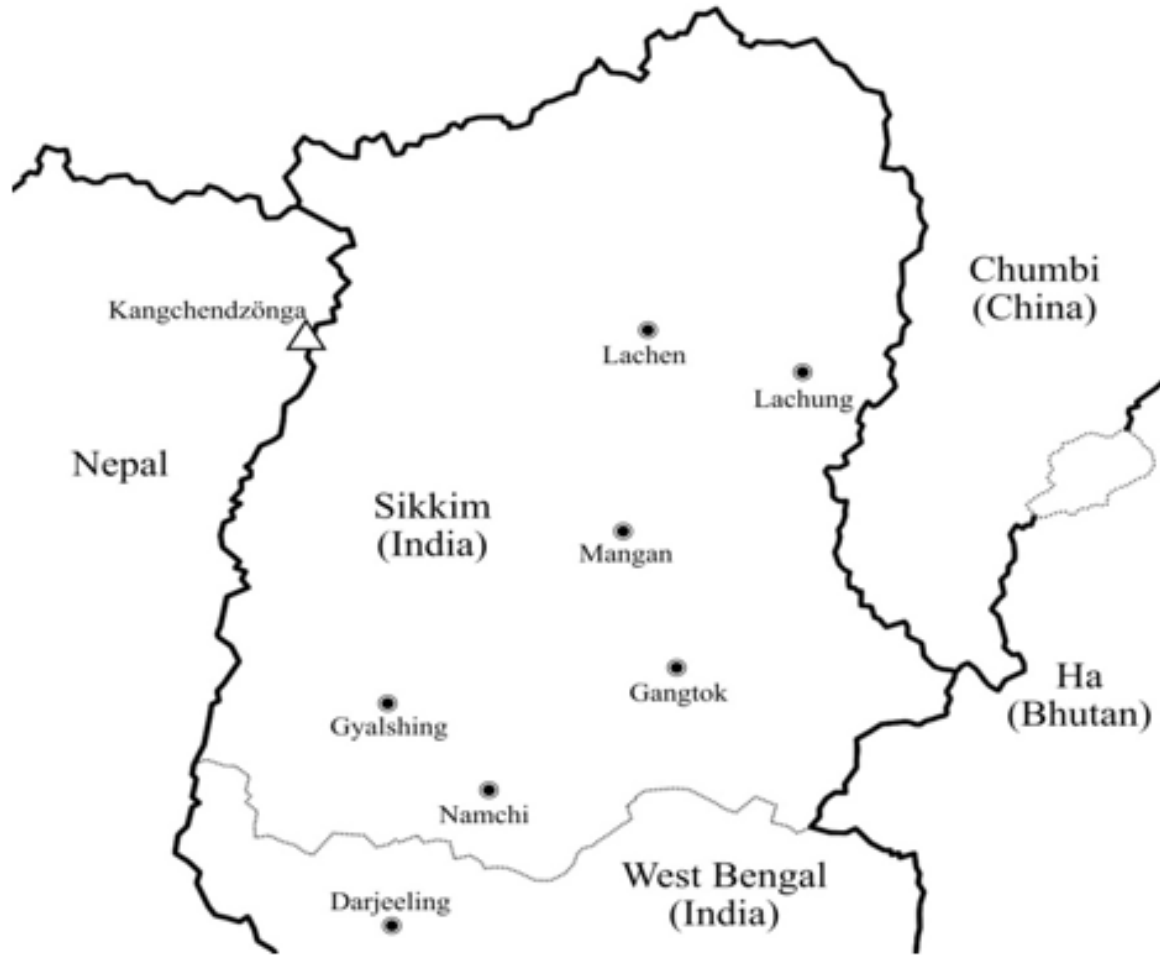 Chumbi
(China)
Kangchendzönga
Lachen
Lachung
Nepal
Sikkim
(India)
Mangan
Gangtok
Ha
(Bhutan)
Gyalshing
Namchi
West Bengal
(India)
Darjeeling